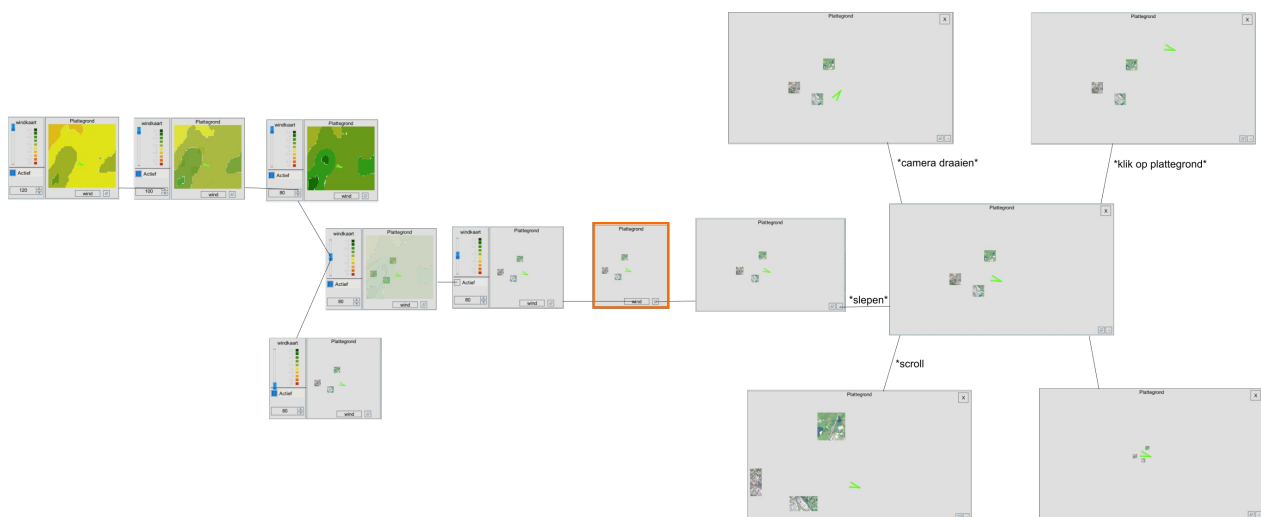 Plattegrond
X
Plattegrond
X
windkaart
Plattegrond
Actief
120
wind
windkaart
Plattegrond
Actief
100
wind
windkaart
Plattegrond
Actief
80
wind
*camera draaien*
*klik op plattegrond*
windkaart
Plattegrond
Actief
80
wind
windkaart
Plattegrond
Actief
80
wind
Plattegrond
wind
Plattegrond
*slepen*
Plattegrond
X
windkaart
Plattegrond
Actief
80
wind
*scroll
Plattegrond
X
Plattegrond
X